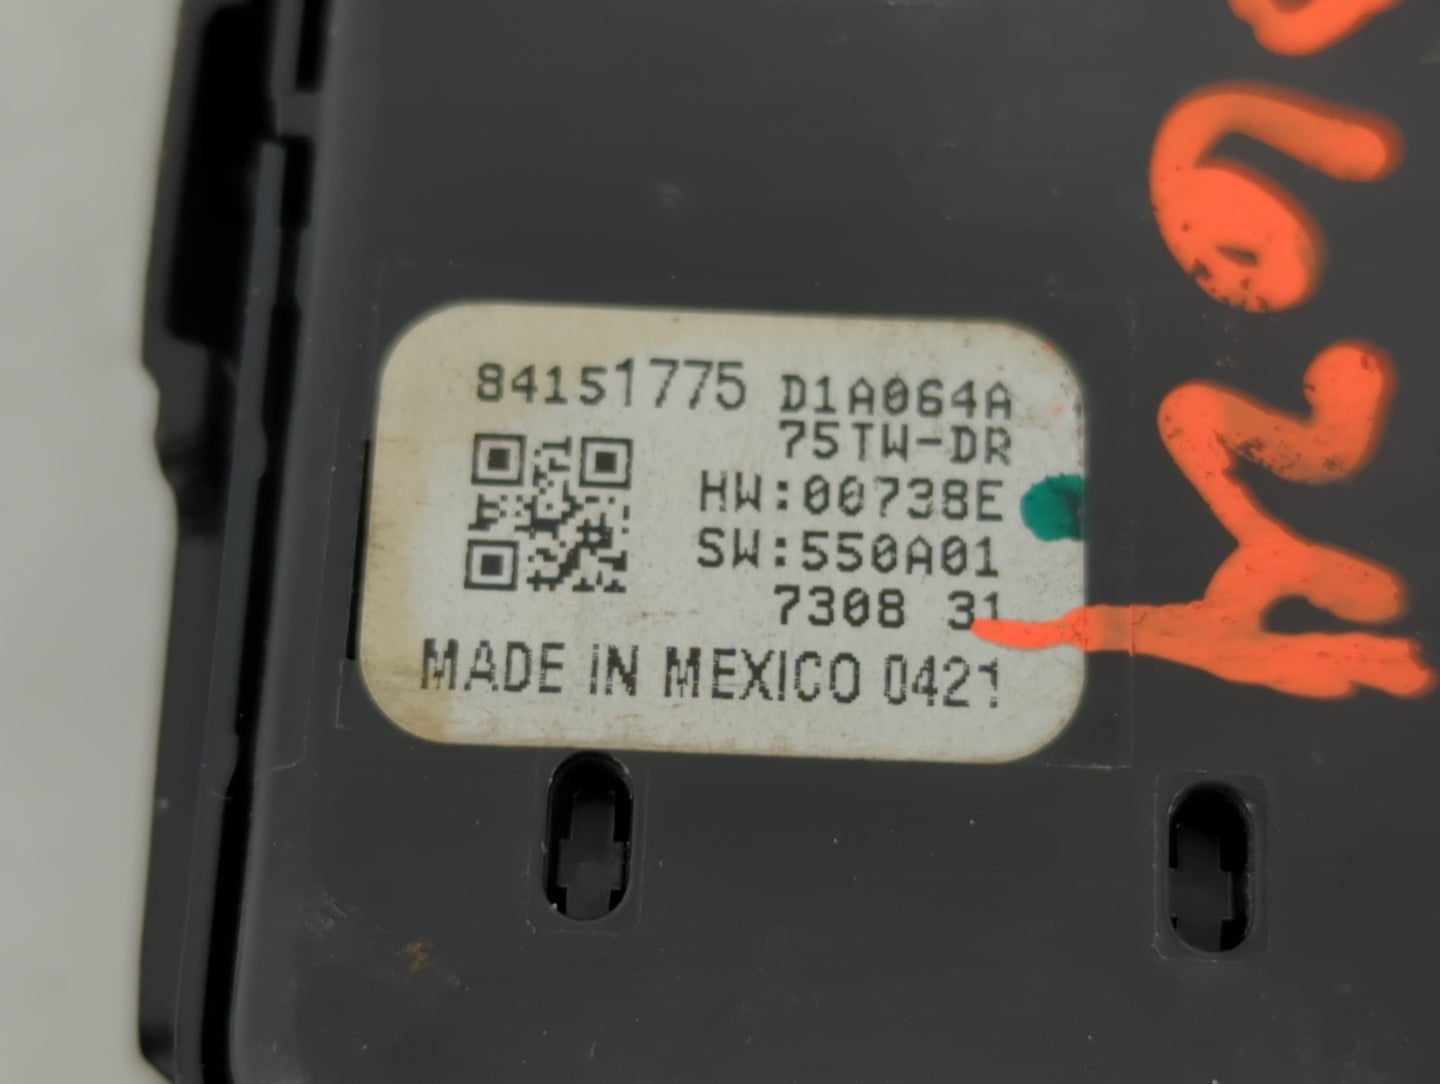 84151775 D1A064A
75TW-DR
HW:00738E
SW:550A01
7308 31
MADE IN MEXICO 0421